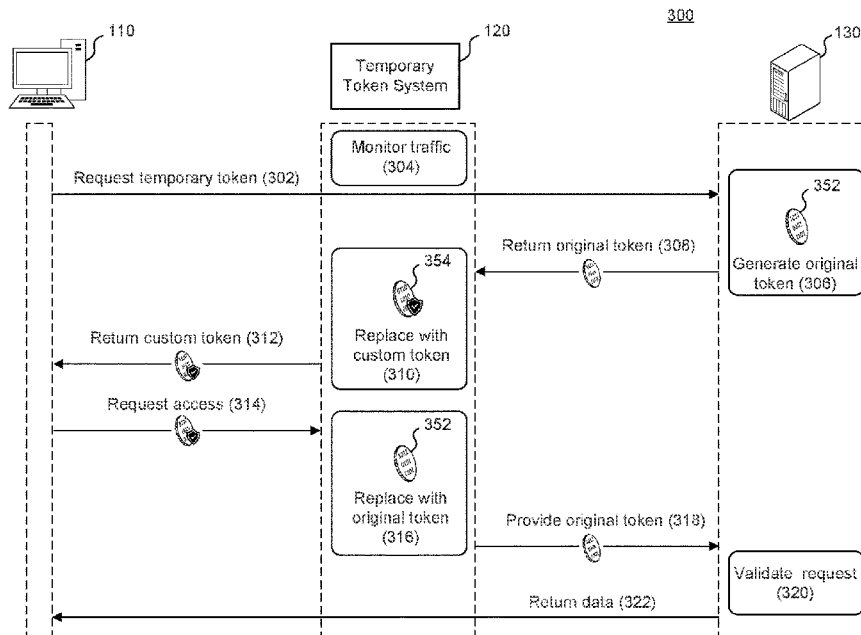 300
110
120
130
Temporary
Token System
Monitor traffic
(304)
Request temporary token (302)
352
Generate original
token (306)
Return original token (308)
354
Replace with
custom token
(310)
Return custom token (312)
Request access (314)
352
Replace with
original token
(316)
Provide original token (318)
Validate request
(320)
Return data (322)